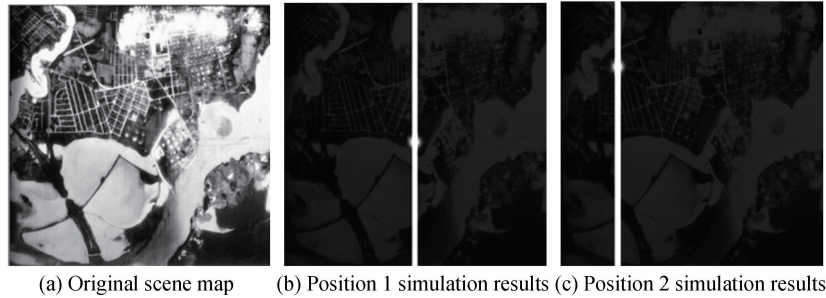 (a) Original scene map
(b) Position 1 simulation results
(c) Position 2 simulation results